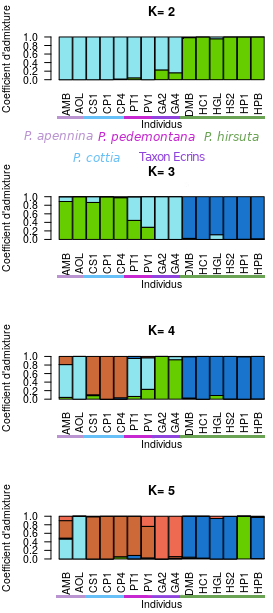 K= 2
Coefficient d'admixture
1.0
0.8
0.6
0.4
0.2
0.0
AMB AOL CS1 CP1 CP4 PT1 PV1 GA2 GA4 DMB HC1 HGL HS2 HP1 HPB
Individus
P. apennina P. pedemontana P. hirsuta
P. cottia Taxon Ecrins
K= 3
Coefficient d'admixture
1.0
0.8
0.6
0.4
0.2
0.0
AMB AOL CS1 CP1 CP4 PT1 PV1 GA2 GA4 DMB HC1 HGL HS2 HP1 HPB
Individus
K= 4
Coefficient d'admixture
1.0
0.8
0.6
0.4
0.2
0.0
AMB AOL CS1 CP1 CP4 PT1 PV1 GA2 GA4 DMB HC1 HGL HS2 HP1 HPB
Individus
K= 5
Coefficient d'admixture
1.0
0.8
0.6
0.4
0.2
0.0
AMB AOL CS1 CP1 CP4 PT1 PV1 GA2 GA4 DMB HC1 HGL HS2 HP1 HPB
Individus